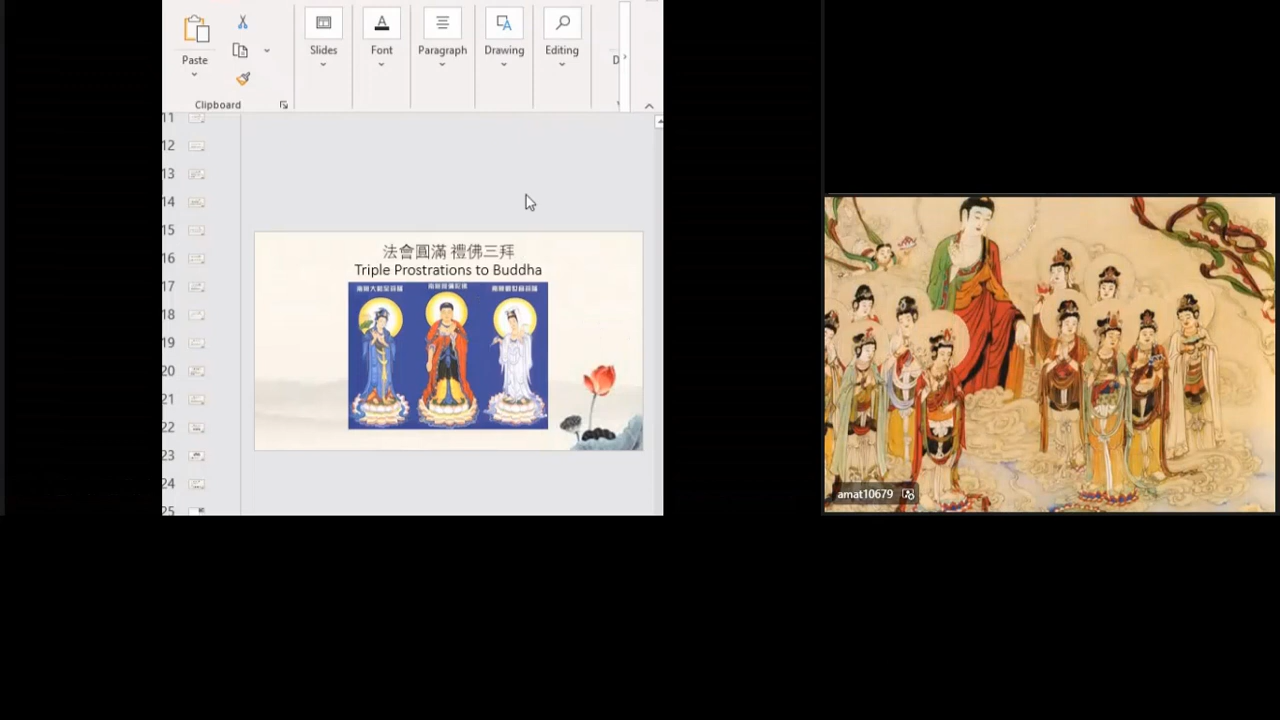 Paste
Clipboard
Slides
Font
Paragraph
Drawing
Editing
D
11
12
13
14
15
16
17
18
19
20
21
22
23
24
25
法會圓滿 禮佛三拜
Triple Prostrations to Buddha
amat10679